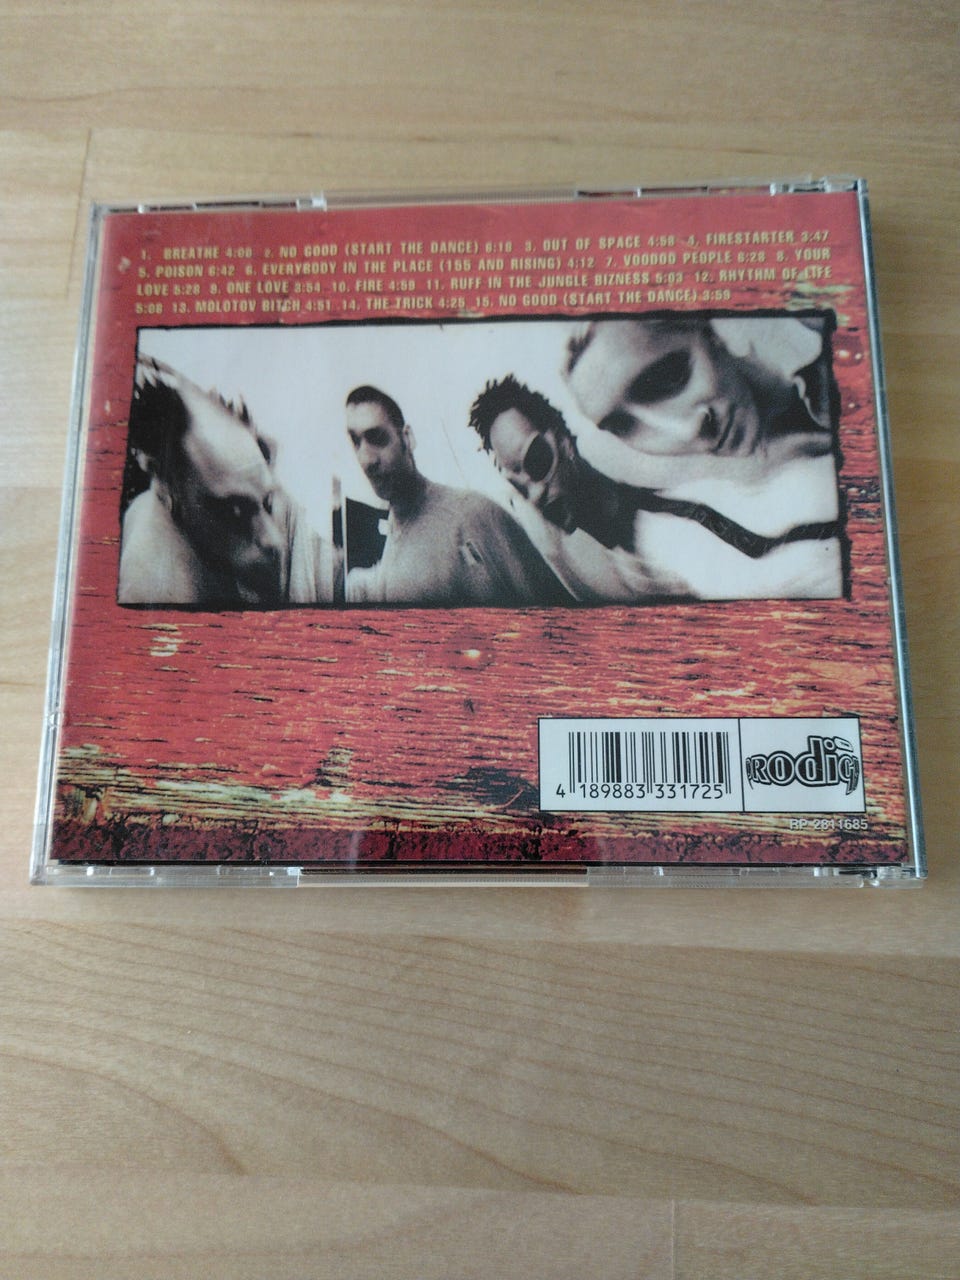 1. BREATHE 4:00 2. NO GOOD (START THE DANCE) 6:18 3. OUT OF SPACE 4:58 4. FIRESTARTER 3:47
5. POISON 6:42 6. EVERYBODY IN THE PLACE (155 AND RISING) 4:12 7. VOODOO PEOPLE 6:28 8. YOUR
LOVE 5:28 9. ONE LOVE 3:54 10. FIRE 4:59 11. RUFF IN THE JUNGLE BIZNESS 5:03 12. RHYTHM OF LIFE
5:08 13. MOLOTOV BITCH 4:51 14. THE TRICK 4:25 15. NO GOOD (START THE DANCE) 3:59
4 189883 331725
PRODIGY
RP 2811685